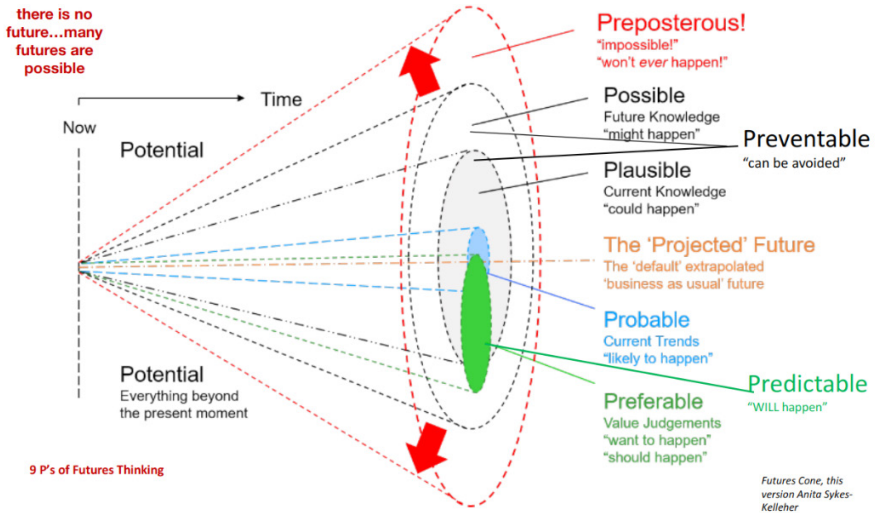 there is no
future...many
futures are
possible
Time
Now
Potential
Potential
Everything beyond
the present moment
9 P's of Futures Thinking
Preposterous!
"impossible!"
"won't ever happen!"
Possible
Future Knowledge
"might happen"
Preventable
"can be avoided"
Plausible
Current Knowledge
"could happen"
The 'Projected' Future
The 'default' extrapolated
'business as usual' future
Probable
Current Trends
"likely to happen"
Predictable
"WILL happen"
Preferable
Value Judgements
"want to happen"
"should happen"
Futures Cone, this
version Anita Sykes-
Kelleher